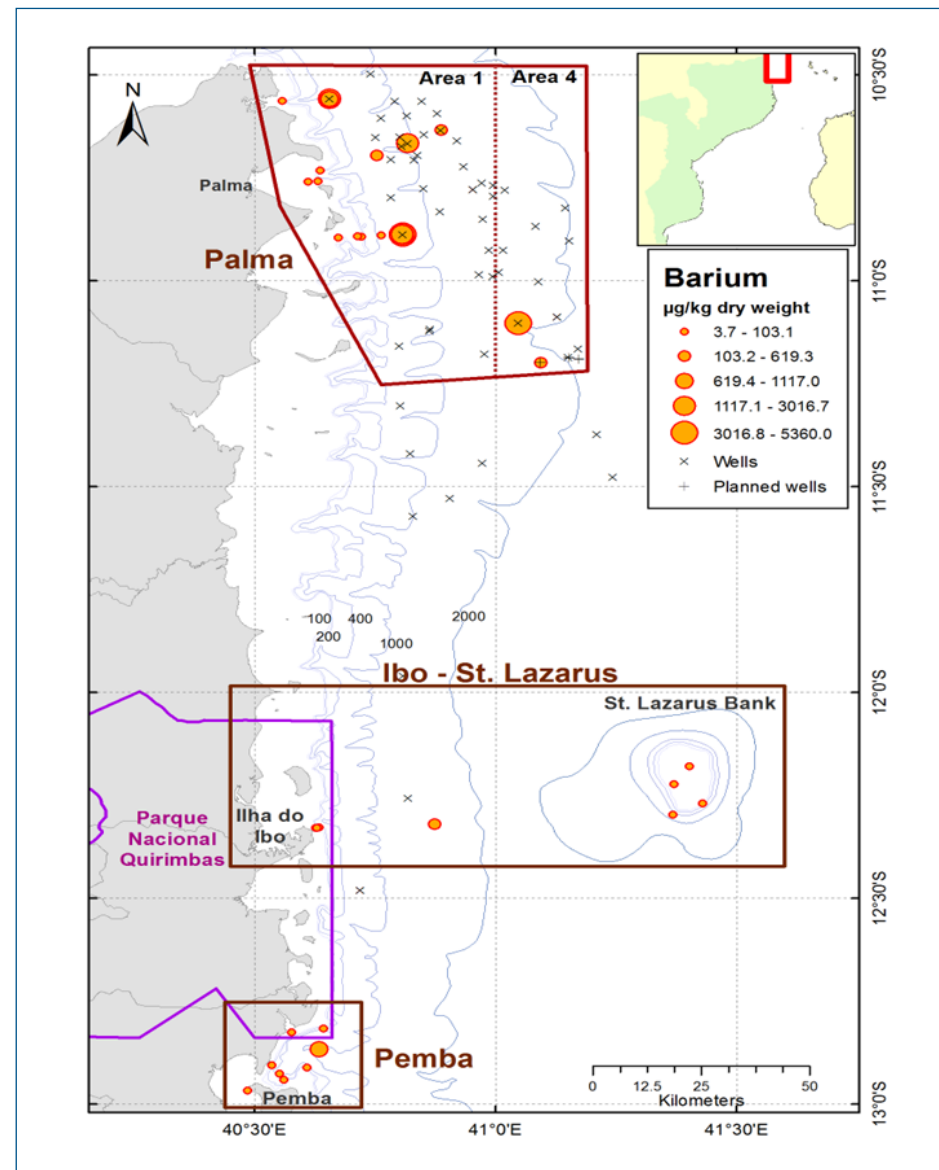 N
Area 1
Area 4
10°30'S
Palma
Palma
11°0'S
Barium
µg/kg dry weight
3.7 - 103.1
103.2 - 619.3
619.4 - 1117.0
1117.1 - 3016.7
3016.8 - 5360.0
Wells
Planned wells
11°30'S
100
400
2000
200
1000
Ibo - St. Lazarus
12°0'S
St. Lazarus Bank
Parque
Nacional
Quirimbas
Ilha do
Ibo
12°30'S
Pemba
Pemba
0
12.5
25
50
Kilometers
13°0'S
40°30'E
41°0'E
41°30'E